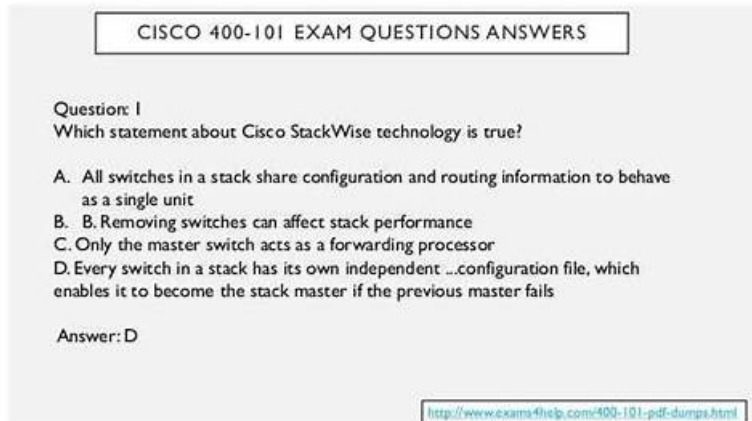 CISCO 400-101 EXAM QUESTIONS ANSWERS
Question: 1
Which statement about Cisco StackWise technology is true?
A. All switches in a stack share configuration and routing information to behave
as a single unit
B. B. Removing switches can affect stack performance
C. Only the master switch acts as a forwarding processor
D. Every switch in a stack has its own independent ...configuration file, which
enables it to become the stack master if the previous master fails
Answer: D
http://www.exams4help.com/400-101-pdf-dumps.html